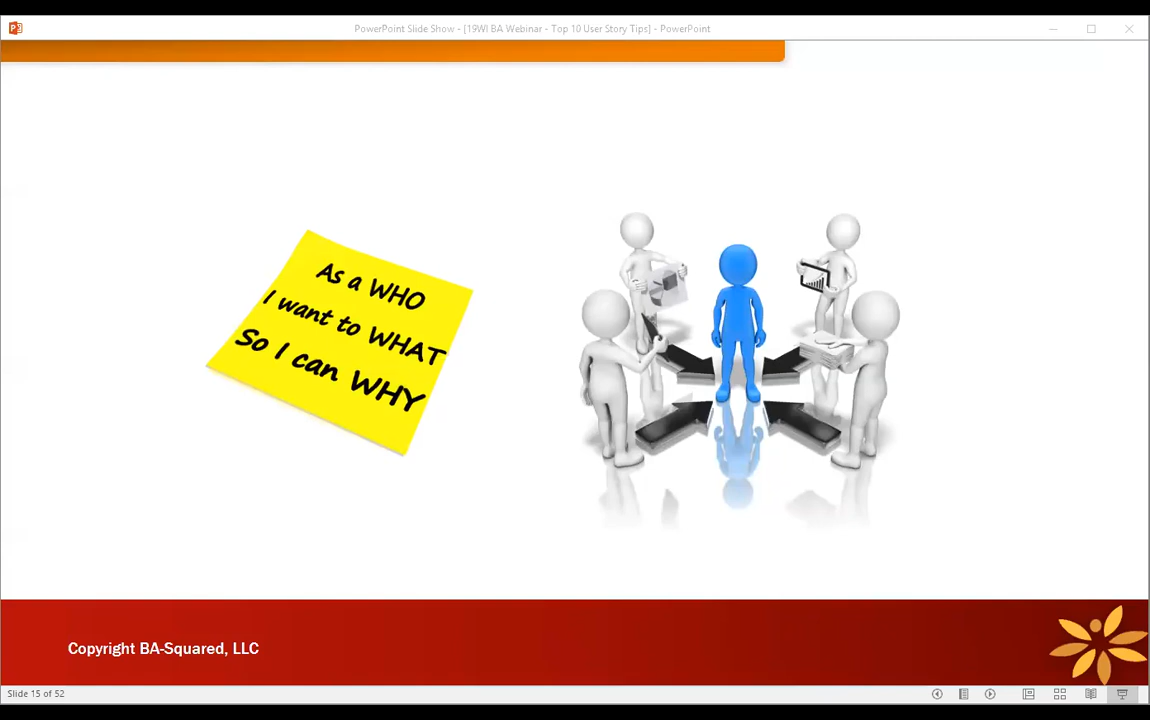 PowerPoint Slide Show - [19WI BA Webinar - Top 10 User Story Tips] - PowerPoint
As a WHO
I want to WHAT
So I can WHY
Copyright BA-Squared, LLC
Slide 15 of 52